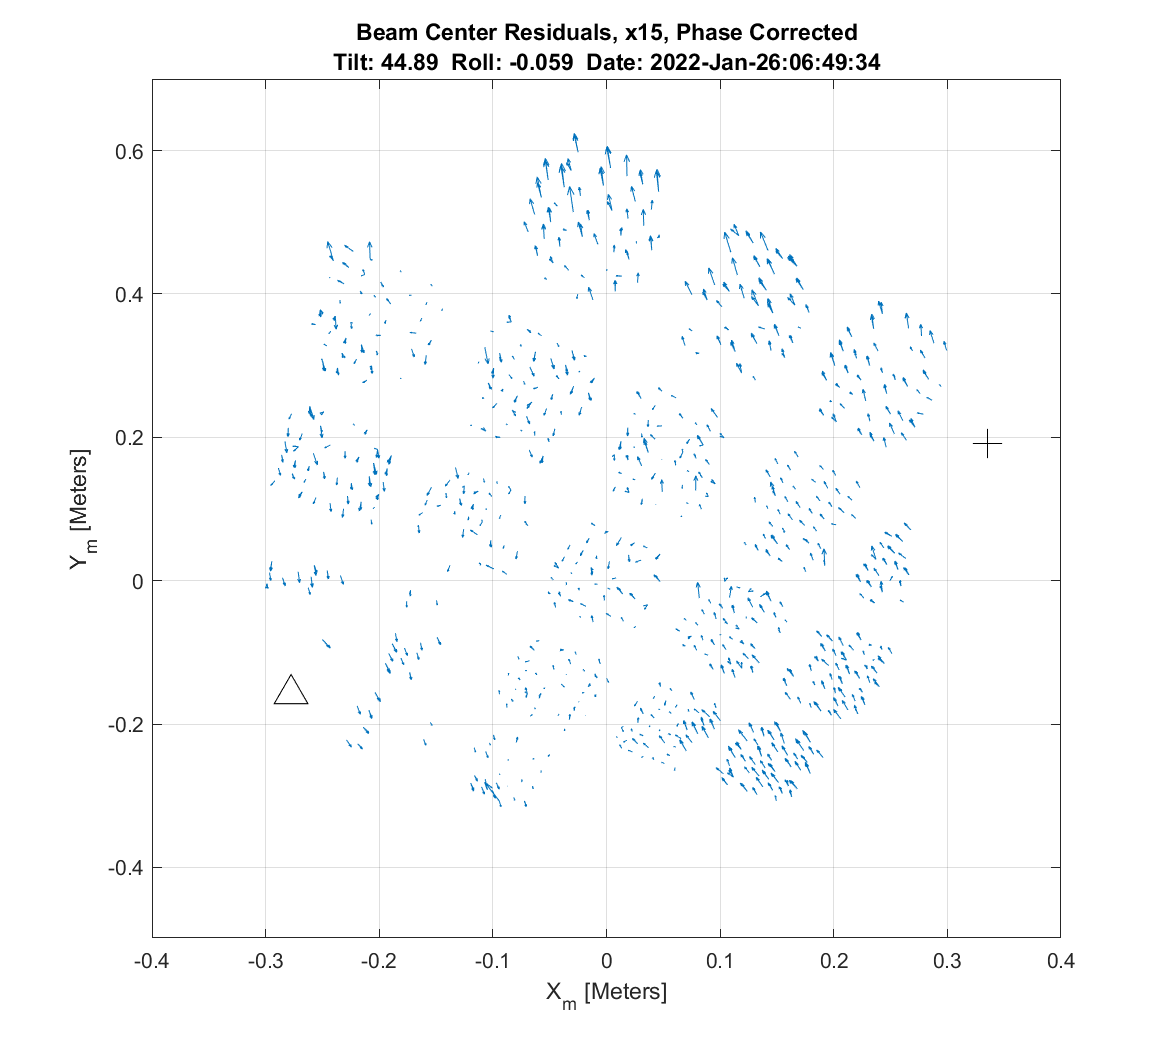 Beam Center Residuals, x15, Phase Corrected
Tilt: 44.89 Roll: -0.059 Date: 2022-Jan-26:06:49:34
0.6
0.4
0.2
0
-0.2
-0.4
Y_m [Meters]
-0.4 -0.3 -0.2 -0.1 0 0.1 0.2 0.3 0.4
X_m [Meters]